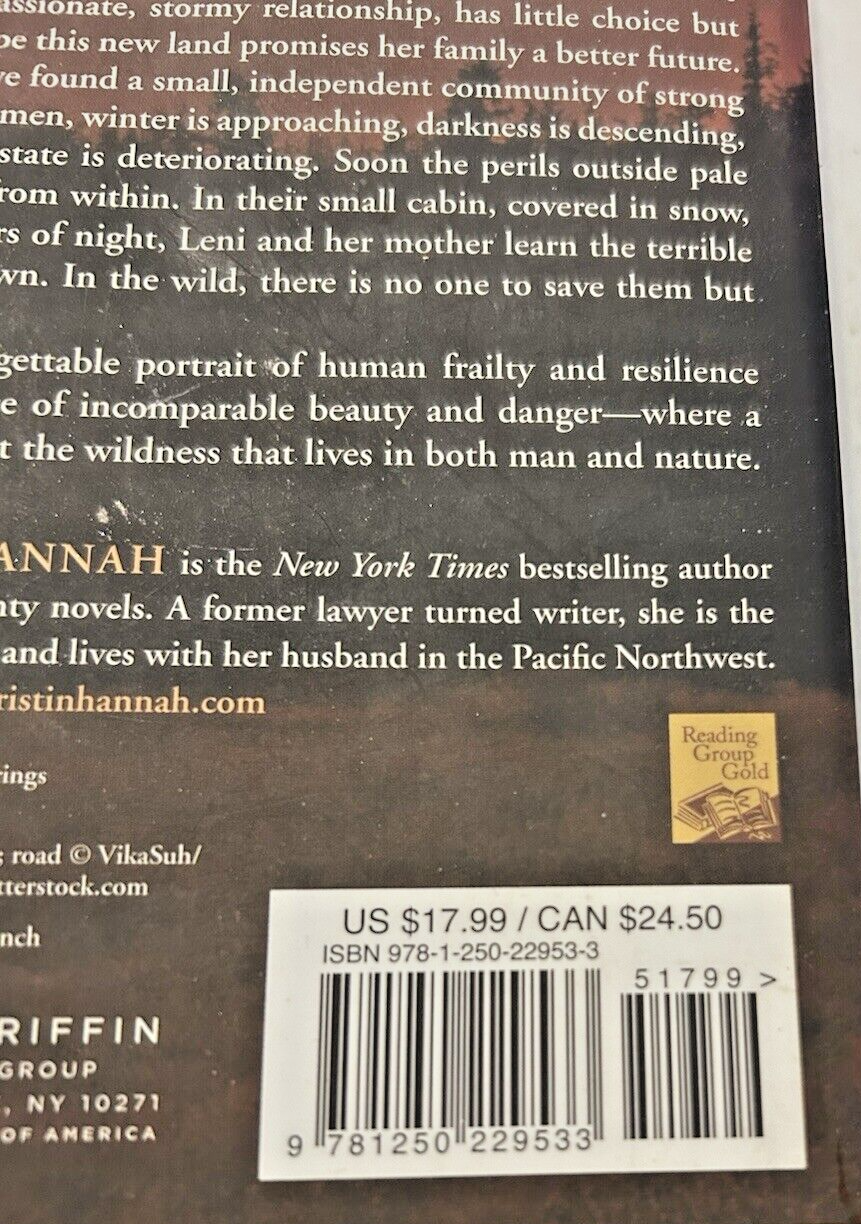 assionate, stormy relationship, has little choice but
pe this new land promises her family a better future.
ve found a small, independent community of strong
men, winter is approaching, darkness is descending,
state is deteriorating. Soon the perils outside pale
rom within. In their small cabin, covered in snow,
rs of night, Leni and her mother learn the terrible
wn. In the wild, there is no one to save them but
gettable portrait of human frailty and resilience
e of incomparable beauty and danger—where a
t the wildness that lives in both man and nature.
ANNAH is the New York Times bestselling author
nty novels. A former lawyer turned writer, she is the
and lives with her husband in the Pacific Northwest.
ristinhannah.com
Reading
Group
Gold
rings
; road © VikaSuh/
tterstock.com
nch
RIFFIN
GROUP
, NY 10271
OF AMERICA
US $17.99 / CAN $24.50
ISBN 978-1-250-22953-3
51799 >
9 781250 229533